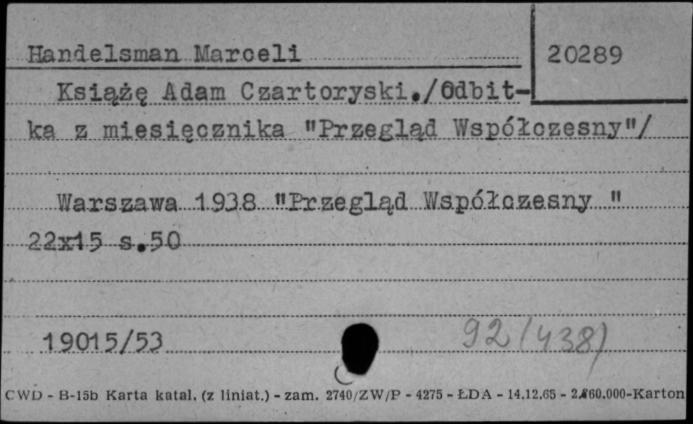 Handelsman Marceli
20289
Książę Adam Czartoryski./Odbit-
ka z miesięcznika "Przegląd Współczesny"/
Warszawa 1938 "Przegląd Współczesny "
22x15 s.50
19015/53
92(438)
CWD - B-15b Karta katal. (z liniat.) - zam. 2740/ZW/P - 4275 - ŁDA - 14.12.65 - 2.860.000-Karton